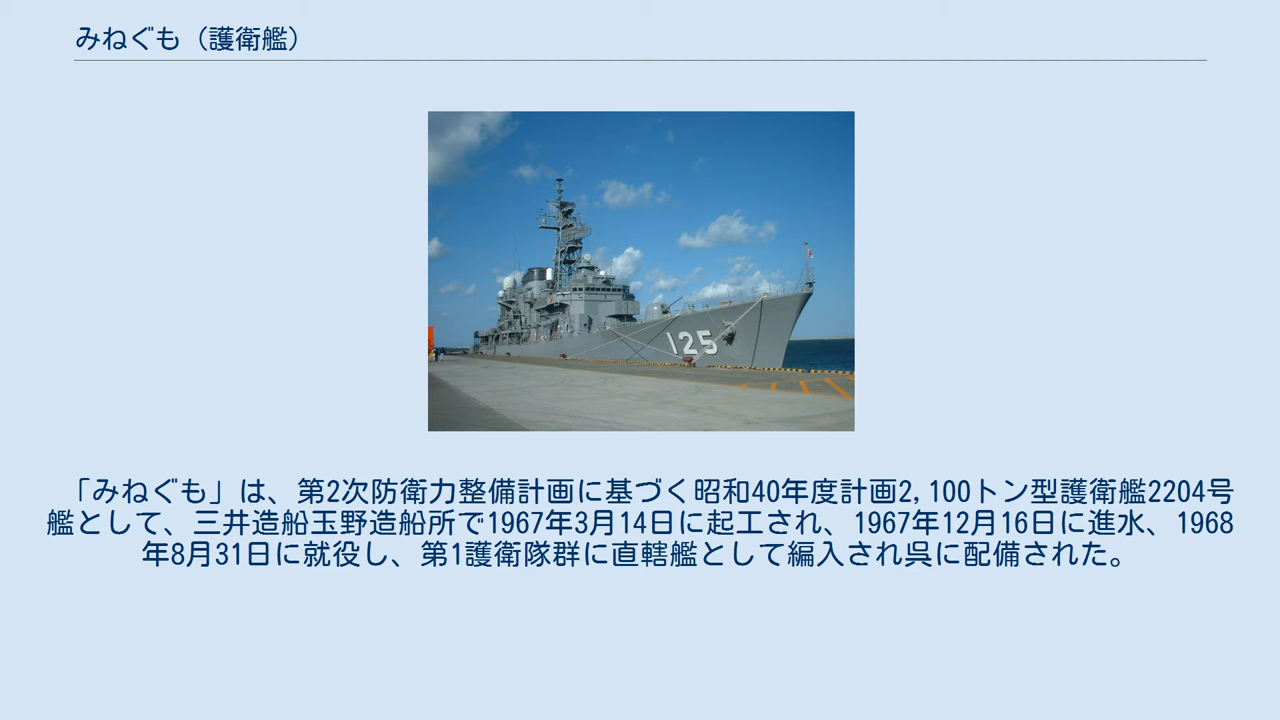 みねぐも（護衛艦）
125
「みねぐも」は、第2次防衛力整備計画に基づく昭和40年度計画2,100トン型護衛艦2204号
艦として、三井造船玉野造船所で1967年3月14日に起工され、1967年12月16日に進水、1968
年8月31日に就役し、第1護衛隊群に直轄艦として編入され呉に配備された。